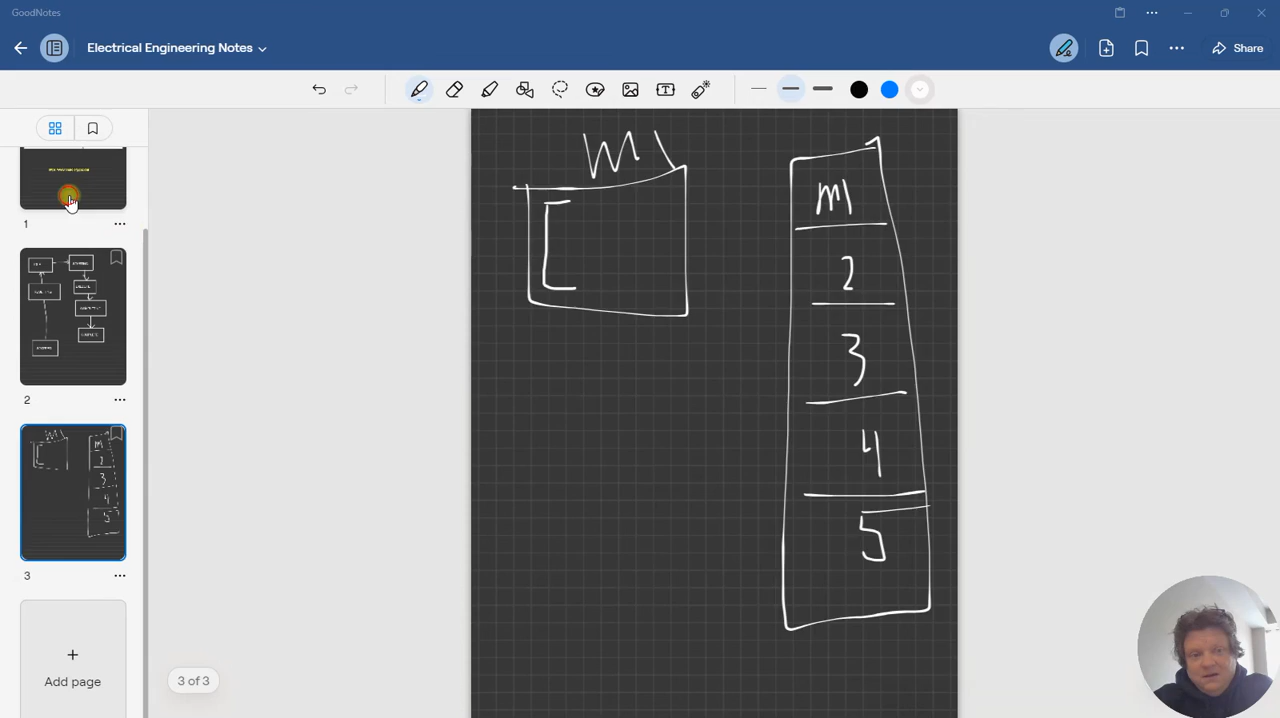 GoodNotes
Electrical Engineering Notes
Share
1
2
3
Add page
3 of 3
M1
M1
2
3
4
5